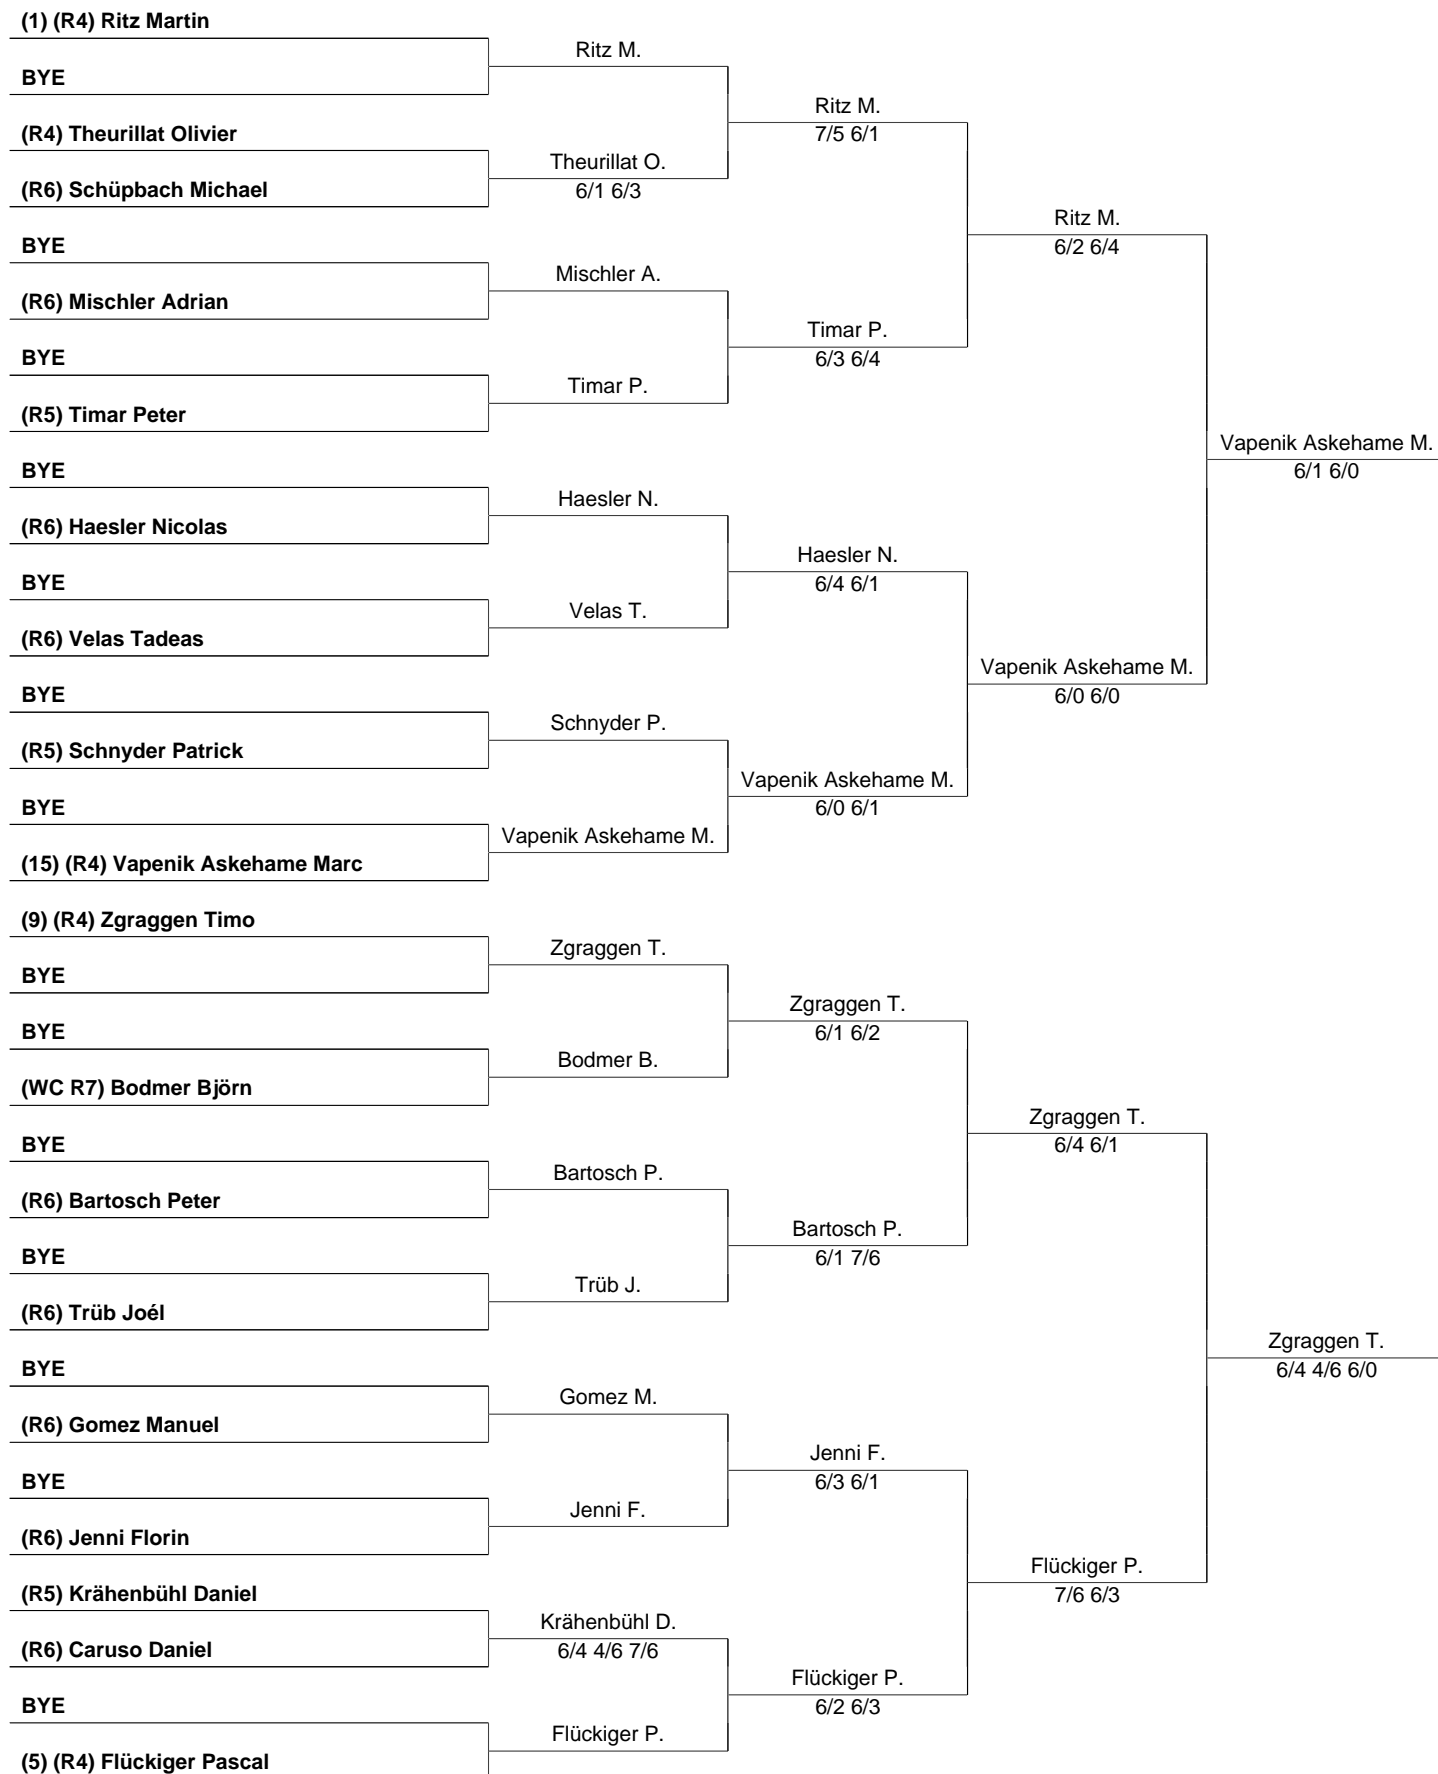 (1) (R4) Ritz Martin
Ritz M.
BYE
Ritz M.
7/5 6/1
(R4) Theurillat Olivier
Theurillat O.
6/1 6/3
(R6) Schüpbach Michael
Ritz M.
6/2 6/4
BYE
Mischler A.
(R6) Mischler Adrian
Timar P.
6/3 6/4
BYE
Timar P.
(R5) Timar Peter
Vapenik Askehame M.
6/1 6/0
BYE
Haesler N.
(R6) Haesler Nicolas
Haesler N.
6/4 6/1
BYE
Velas T.
(R6) Velas Tadeas
Vapenik Askehame M.
6/0 6/0
BYE
Schnyder P.
(R5) Schnyder Patrick
Vapenik Askehame M.
6/0 6/1
BYE
Vapenik Askehame M.
(15) (R4) Vapenik Askehame Marc
(9) (R4) Zgraggen Timo
Zgraggen T.
BYE
Zgraggen T.
6/1 6/2
BYE
Bodmer B.
(WC R7) Bodmer Björn
Zgraggen T.
6/4 6/1
BYE
Bartosch P.
(R6) Bartosch Peter
Bartosch P.
6/1 7/6
BYE
Trüb J.
(R6) Trüb Joél
Zgraggen T.
6/4 4/6 6/0
BYE
Gomez M.
(R6) Gomez Manuel
Jenni F.
6/3 6/1
BYE
Jenni F.
(R6) Jenni Florin
Flückiger P.
7/6 6/3
(R5) Krähenbühl Daniel
Krähenbühl D.
6/4 4/6 7/6
(R6) Caruso Daniel
Flückiger P.
6/2 6/3
BYE
Flückiger P.
(5) (R4) Flückiger Pascal